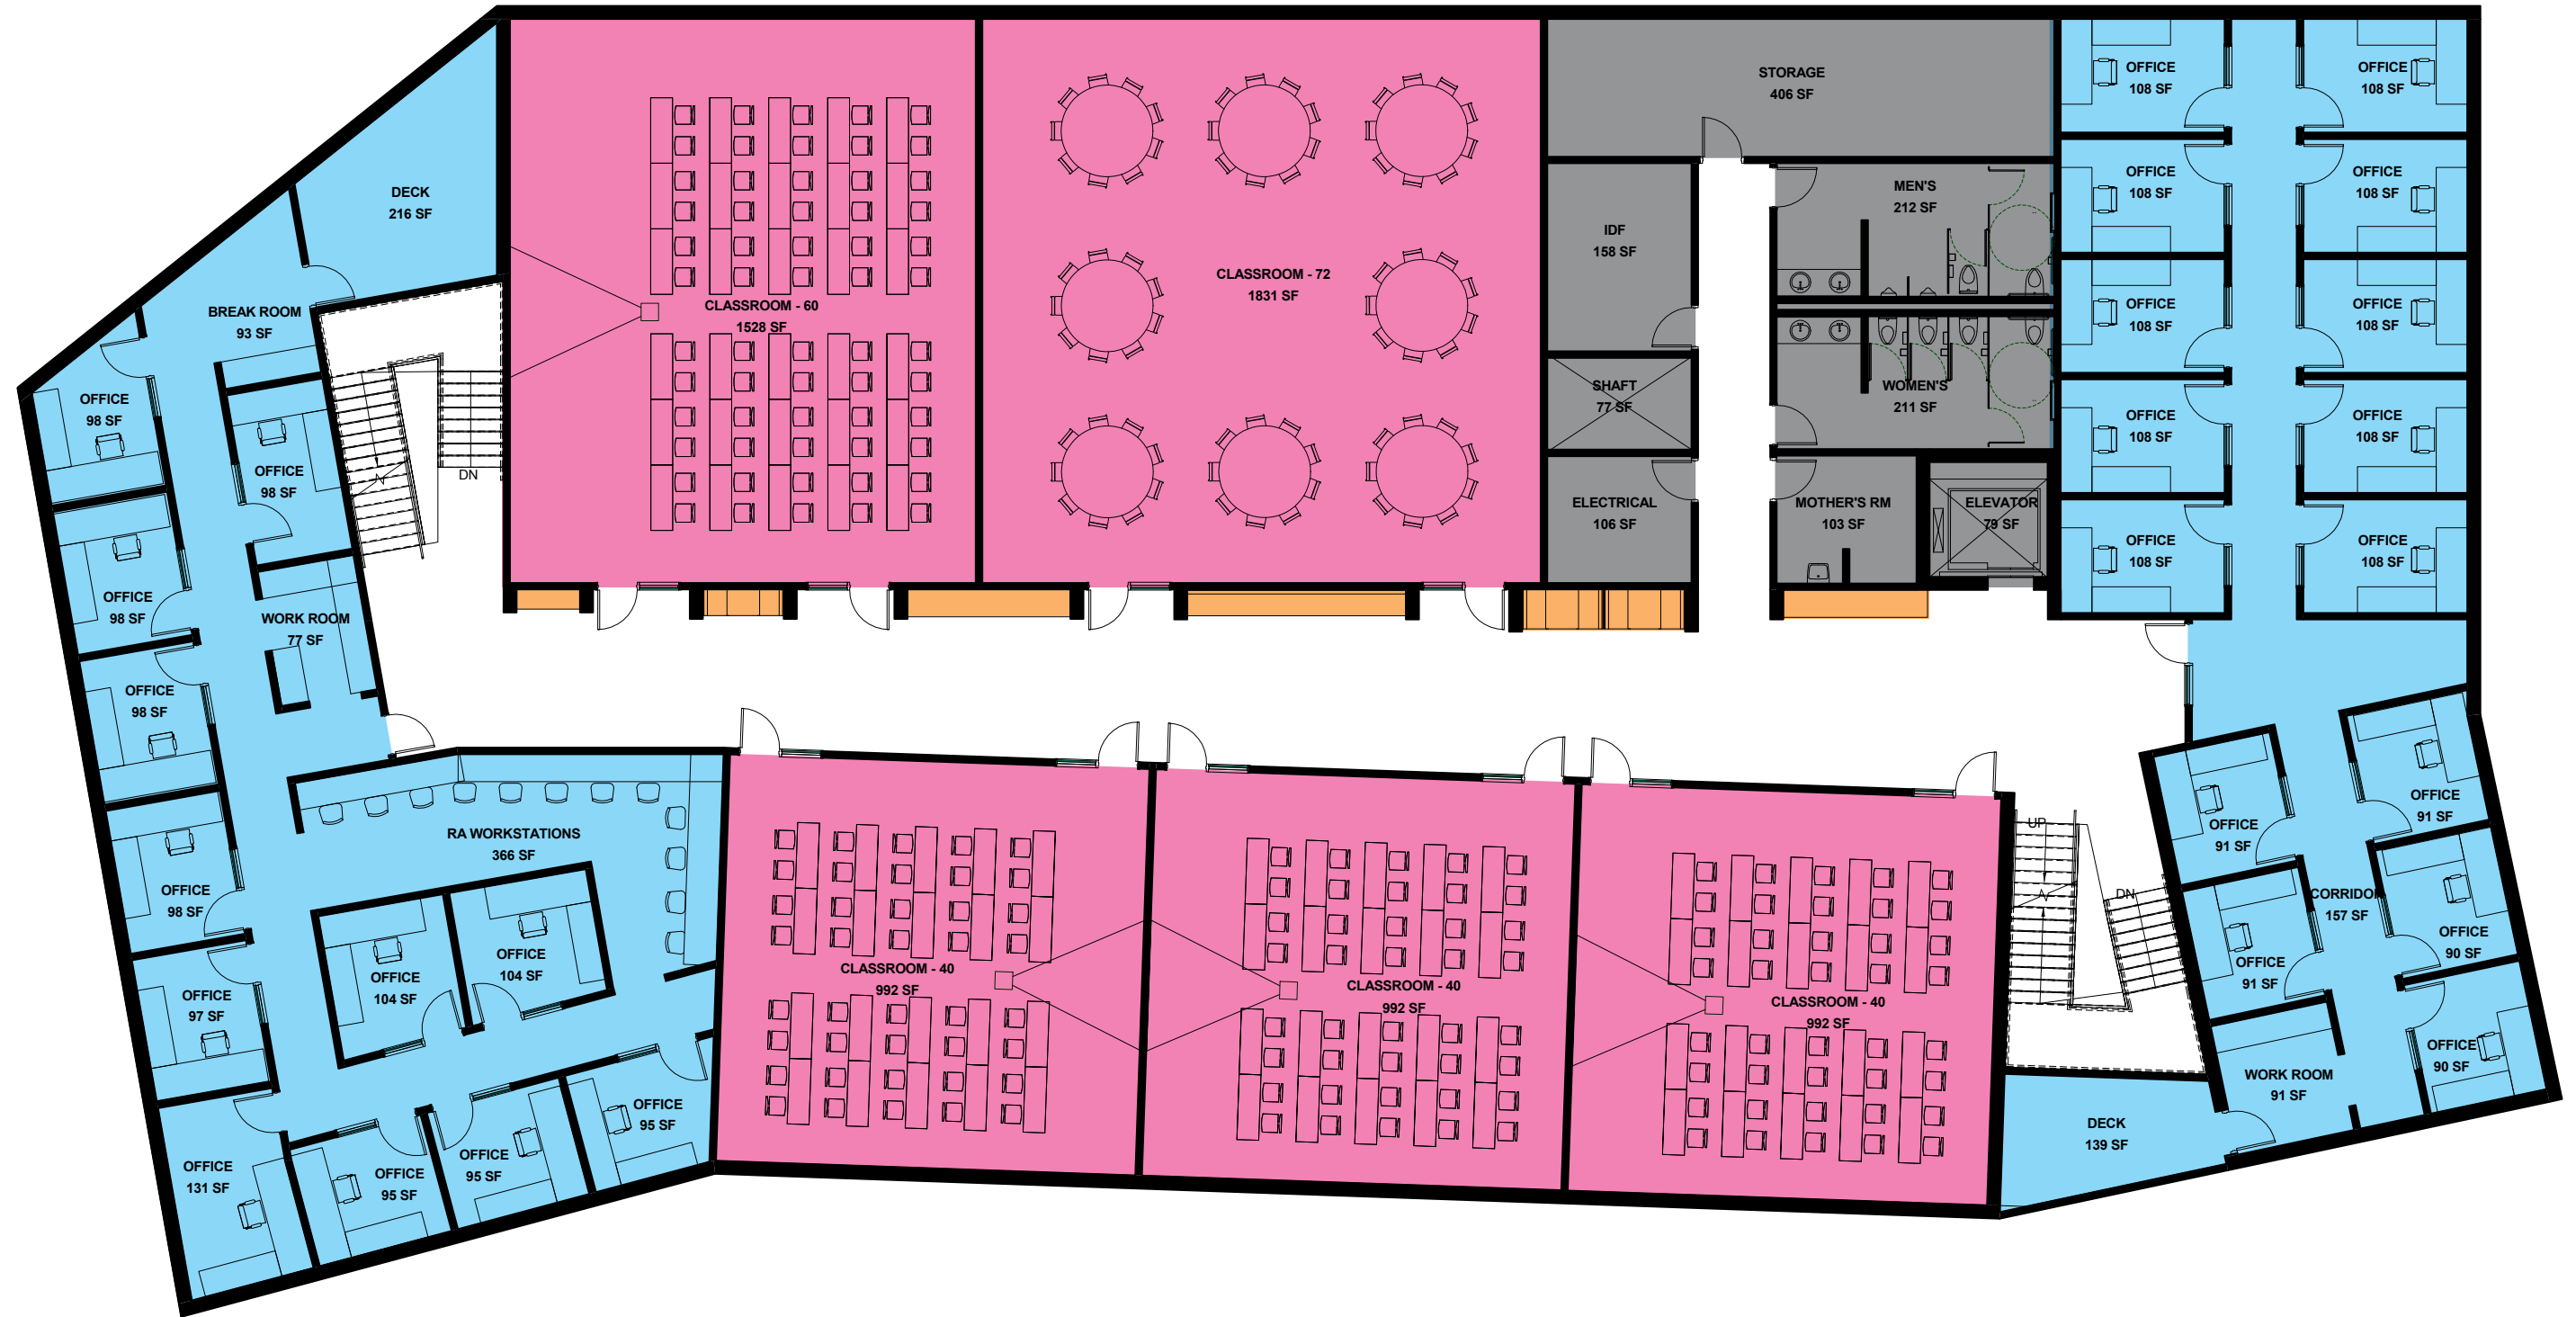 STORAGE
406 SF
OFFICE
108 SF
OFFICE
108 SF
DECK
216 SF
MEN'S
212 SF
OFFICE
108 SF
OFFICE
108 SF
IDF
158 SF
CLASSROOM - 72
1831 SF
CLASSROOM - 60
1528 SF
BREAK ROOM
93 SF
OFFICE
108 SF
OFFICE
108 SF
SHAFT
77 SF
WOMEN'S
211 SF
OFFICE
98 SF
OFFICE
108 SF
OFFICE
108 SF
OFFICE
98 SF
DN
ELECTRICAL
106 SF
MOTHER'S RM
103 SF
ELEVATOR
79 SF
OFFICE
108 SF
OFFICE
108 SF
OFFICE
98 SF
WORK ROOM
77 SF
OFFICE
98 SF
OFFICE
91 SF
OFFICE
91 SF
UP
RA WORKSTATIONS
366 SF
OFFICE
98 SF
DN
CORRIDOR
157 SF
OFFICE
90 SF
OFFICE
104 SF
OFFICE
104 SF
CLASSROOM - 40
992 SF
CLASSROOM - 40
992 SF
CLASSROOM - 40
992 SF
OFFICE
91 SF
OFFICE
97 SF
OFFICE
90 SF
WORK ROOM
91 SF
OFFICE
95 SF
DECK
139 SF
OFFICE
131 SF
OFFICE
95 SF
OFFICE
95 SF